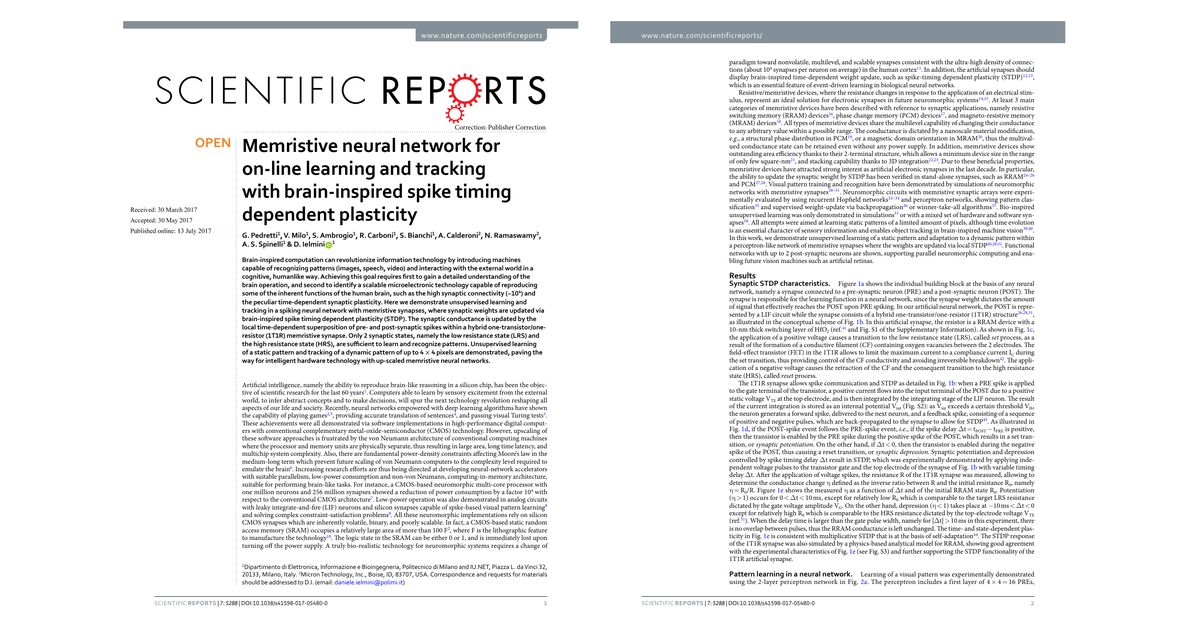 www.nature.com/scientificreports
SCIENTIFIC REPORTS
Correction: Publisher Correction
OPEN
Memristive neural network for
on-line learning and tracking
with brain-inspired spike timing
dependent plasticity
Received: 30 March 2017
Accepted: 30 May 2017
Published online: 13 July 2017
G. Pedretti¹, V. Milo¹, S. Ambrogio¹, R. Carboni¹, S. Bianchi¹, A. Calderoni², N. Ramaswamy²,
A. S. Spinelli¹ & D. Ielmini¹
Brain-inspired computation can revolutionize information technology by introducing machines
capable of recognizing patterns (images, speech, video) and interacting with the external world in a
cognitive, humanlike way. Achieving this goal requires first to gain a detailed understanding of the
brain operation, and second to identify a scalable microelectronic technology capable of reproducing
some of the inherent functions of the human brain, such as the high synaptic connectivity (~10⁴) and
the peculiar time-dependent synaptic plasticity. Here we demonstrate unsupervised learning and
tracking in a spiking neural network with memristive synapses, where synaptic weights are updated via
brain-inspired spike timing dependent plasticity (STDP). The synaptic conductance is updated by the
local time-dependent superposition of pre- and post-synaptic spikes within a hybrid one-transistor/one-
resistor (1T1R) memristive synapse. Only 2 synaptic states, namely the low resistance state (LRS) and
the high resistance state (HRS), are sufficient to learn and recognize patterns. Unsupervised learning
of a static pattern and tracking of a dynamic pattern of up to 4 × 4 pixels are demonstrated, paving the
way for intelligent hardware technology with up-scaled memristive neural networks.
Artificial intelligence, namely the ability to reproduce brain-like reasoning in a silicon chip, has been the objec-
tive of scientific research for the last 60 years¹. Computers able to learn by sensory excitement from the external
world, to infer abstract concepts and to make decisions, will spur the next technology revolution reshaping all
aspects of our life and society. Recently, neural networks empowered with deep learning algorithms have shown
the capability of playing games²,³, providing accurate translation of sentences⁴, and passing visual Turing tests⁵.
These achievements were all demonstrated via software implementations in high-performance digital comput-
ers with conventional complementary metal-oxide-semiconductor (CMOS) technology. However, upscaling of
these software approaches is frustrated by the von Neumann architecture of conventional computing machines
where the processor and memory units are physically separate, thus resulting in large area, long time latency, and
multichip system complexity. Also, there are fundamental power-density constraints affecting Moore's law in the
medium-long term which prevent future scaling of von Neumann computers to the complexity level required to
emulate the brain⁶. Increasing research efforts are thus being directed at developing neural-network accelerators
with suitable parallelism, low-power consumption and non-von Neumann, computing-in-memory architecture,
suitable for performing brain-like tasks. For instance, a CMOS-based neuromorphic multi-core processor with
one million neurons and 256 million synapses showed a reduction of power consumption by a factor 10⁴ with
respect to the conventional CMOS architecture⁷. Low-power operation was also demonstrated in analog circuits
with leaky integrate-and-fire (LIF) neurons and silicon synapses capable of spike-based visual pattern learning⁸
and solving complex constraint-satisfaction problems⁹. All these neuromorphic implementations rely on silicon
CMOS synapses which are inherently volatile, binary, and poorly scalable. In fact, a CMOS-based static random
access memory (SRAM) occupies a relatively large area of more than 100 F², where F is the lithographic feature
to manufacture the technology¹⁰. The logic state in the SRAM can be either 0 or 1, and is immediately lost upon
turning off the power supply. A truly bio-realistic technology for neuromorphic systems requires a change of
¹Dipartimento di Elettronica, Informazione e Bioingegneria, Politecnico di Milano and IU.NET, Piazza L. da Vinci 32,
20133, Milano, Italy. ²Micron Technology, Inc., Boise, ID, 83707, USA. Correspondence and requests for materials
should be addressed to D.I. (email: daniele.ielmini@polimi.it)
SCIENTIFIC REPORTS | 7: 5288 | DOI:10.1038/s41598-017-05480-0
1
www.nature.com/scientificreports/
paradigm toward nonvolatile, multilevel, and scalable synapses consistent with the ultra-high density of connec-
tions (about 10⁴ synapses per neuron on average) in the human cortex¹¹. In addition, the artificial synapses should
display brain-inspired time-dependent weight update, such as spike-timing dependent plasticity (STDP)¹²,¹³,
which is an essential feature of event-driven learning in biological neural networks.
Resistive/memristive devices, where the resistance changes in response to the application of an electrical stim-
ulus, represent an ideal solution for electronic synapses in future neuromorphic systems¹⁴,¹⁵. At least 3 main
categories of memristive devices have been described with reference to synaptic applications, namely resistive
switching memory (RRAM) devices¹⁶, phase change memory (PCM) devices¹⁷, and magneto-resistive memory
(MRAM) devices¹⁸. All types of memristive devices share the multilevel capability of changing their conductance
to any arbitrary value within a possible range. The conductance is dictated by a nanoscale material modification,
e.g., a structural phase distribution in PCM¹⁹, or a magnetic domain orientation in MRAM²⁰, thus the multival-
ued conductance state can be retained even without any power supply. In addition, memristive devices show
outstanding area efficiency thanks to their 2-terminal structure, which allows a minimum device size in the range
of only few square-nm²¹, and stacking capability thanks to 3D integration²²,²³. Due to these beneficial properties,
memristive devices have attracted strong interest as artificial electronic synapses in the last decade. In particular,
the ability to update the synaptic weight by STDP has been verified in stand-alone synapses, such as RRAM²⁴⁻²⁶
and PCM²⁷,²⁸. Visual pattern training and recognition have been demonstrated by simulations of neuromorphic
networks with memristive synapses²⁹⁻³¹. Neuromorphic circuits with memristive synaptic arrays were experi-
mentally evaluated by using recurrent Hopfield networks³²⁻³⁴ and perceptron networks, showing pattern clas-
sification³⁵ and supervised weight-update via backpropagation³⁶ or winner-take-all algorithms³⁷. Bio-inspired
unsupervised learning was only demonstrated in simulations³¹ or with a mixed set of hardware and software syn-
apses³⁸. All attempts were aimed at learning static patterns of a limited amount of pixels, although time evolution
is an essential character of sensory information and enables object tracking in brain-inspired machine vision³⁹,⁴⁰.
In this work, we demonstrate unsupervised learning of a static pattern and adaptation to a dynamic pattern within
a perceptron-like network of memristive synapses where the weights are updated via local STDP²⁶,²⁸,³¹. Functional
networks with up to 2 post-synaptic neurons are shown, supporting parallel neuromorphic computing and ena-
bling future vision machines such as artificial retinas.
Results
Synaptic STDP characteristics. Figure 1a shows the individual building block at the basis of any neural
network, namely a synapse connected to a pre-synaptic neuron (PRE) and a post-synaptic neuron (POST). The
synapse is responsible for the learning function in a neural network, since the synapse weight dictates the amount
of signal that effectively reaches the POST upon PRE spiking. In our artificial neural network, the POST is repre-
sented by a LIF circuit while the synapse consists of a hybrid one-transistor/one-resistor (1T1R) structure²⁶,²⁸,³¹,
as illustrated in the conceptual scheme of Fig. 1b. In this artificial synapse, the resistor is a RRAM device with a
10-nm thick switching layer of HfO (ref.⁴¹ and Fig. S1 of the Supplementary Information). As shown in Fig. 1c,
the application of a positive voltage causes a transition to the low resistance state (LRS), called set process, as a
result of the formation of a conductive filament (CF) containing oxygen vacancies between the 2 electrodes. The
field-effect transistor (FET) in the 1T1R allows to limit the maximum current to a compliance current I_C during
the set transition, thus providing control of the CF conductivity and avoiding irreversible breakdown⁴². The appli-
cation of a negative voltage causes the retraction of the CF and the consequent transition to the high resistance
state (HRS), called reset process.
The 1T1R synapse allows spike communication and STDP as detailed in Fig. 1b: when a PRE spike is applied
to the gate terminal of the transistor, a positive current flows into the input terminal of the POST due to a positive
static voltage V_TE at the top electrode, and is then integrated by the integrating stage of the LIF neuron. The result
of the current integration is stored as an internal potential V_int (Fig. S2): as V_int exceeds a certain threshold V_th,
the neuron generates a forward spike, delivered to the next neuron, and a feedback spike, consisting of a sequence
of positive and negative pulses, which are back-propagated to the synapse to allow for STDP⁴³. As illustrated in
Fig. 1d, if the POST-spike event follows the PRE-spike event, i.e., if the spike delay Δt = t_POST − t_PRE is positive,
then the transistor is enabled by the PRE spike during the positive spike of the POST, which results in a set tran-
sition, or synaptic potentiation. On the other hand, if Δt < 0, then the transistor is enabled during the negative
spike of the POST, thus causing a reset transition, or synaptic depression. Synaptic potentiation and depression
controlled by spike timing delay Δt result in STDP, which was experimentally demonstrated by applying inde-
pendent voltage pulses to the transistor gate and the top electrode of the synapse of Fig. 1b with variable timing
delay Δt. After the application of voltage spikes, the resistance R of the 1T1R synapse was measured, allowing to
determine the conductance change η defined as the inverse ratio between R and the initial resistance R₀, namely
η = R₀/R. Figure 1e shows the measured η as a function of Δt and of the initial RRAM state R₀. Potentiation
(η > 1) occurs for 0 < Δt < 10 ms, except for relatively low R₀ which is comparable to the target LRS resistance
dictated by the gate voltage amplitude V_G. On the other hand, depression (η < 1) takes place at −10 ms < Δt < 0
except for relatively high R₀ which is comparable to the HRS resistance dictated by the top-electrode voltage V_TE
(ref.³¹). When the delay time is larger than the gate pulse width, namely for |Δt| > 10 ms in this experiment, there
is no overlap between pulses, thus the RRAM conductance is left unchanged. The time- and state-dependent plas-
ticity in Fig. 1e is consistent with multiplicative STDP that is at the basis of self-adaptation⁴⁴. The STDP response
of the 1T1R synapse was also simulated by a physics-based analytical model for RRAM, showing good agreement
with the experimental characteristics of Fig. 1e (see Fig. S3) and further supporting the STDP functionality of the
1T1R artificial synapse.
Pattern learning in a neural network. Learning of a visual pattern was experimentally demonstrated
using the 2-layer perceptron network in Fig. 2a. The perceptron includes a first layer of 4 × 4 = 16 PREs,
SCIENTIFIC REPORTS | 7: 5288 | DOI:10.1038/s41598-017-05480-0
2